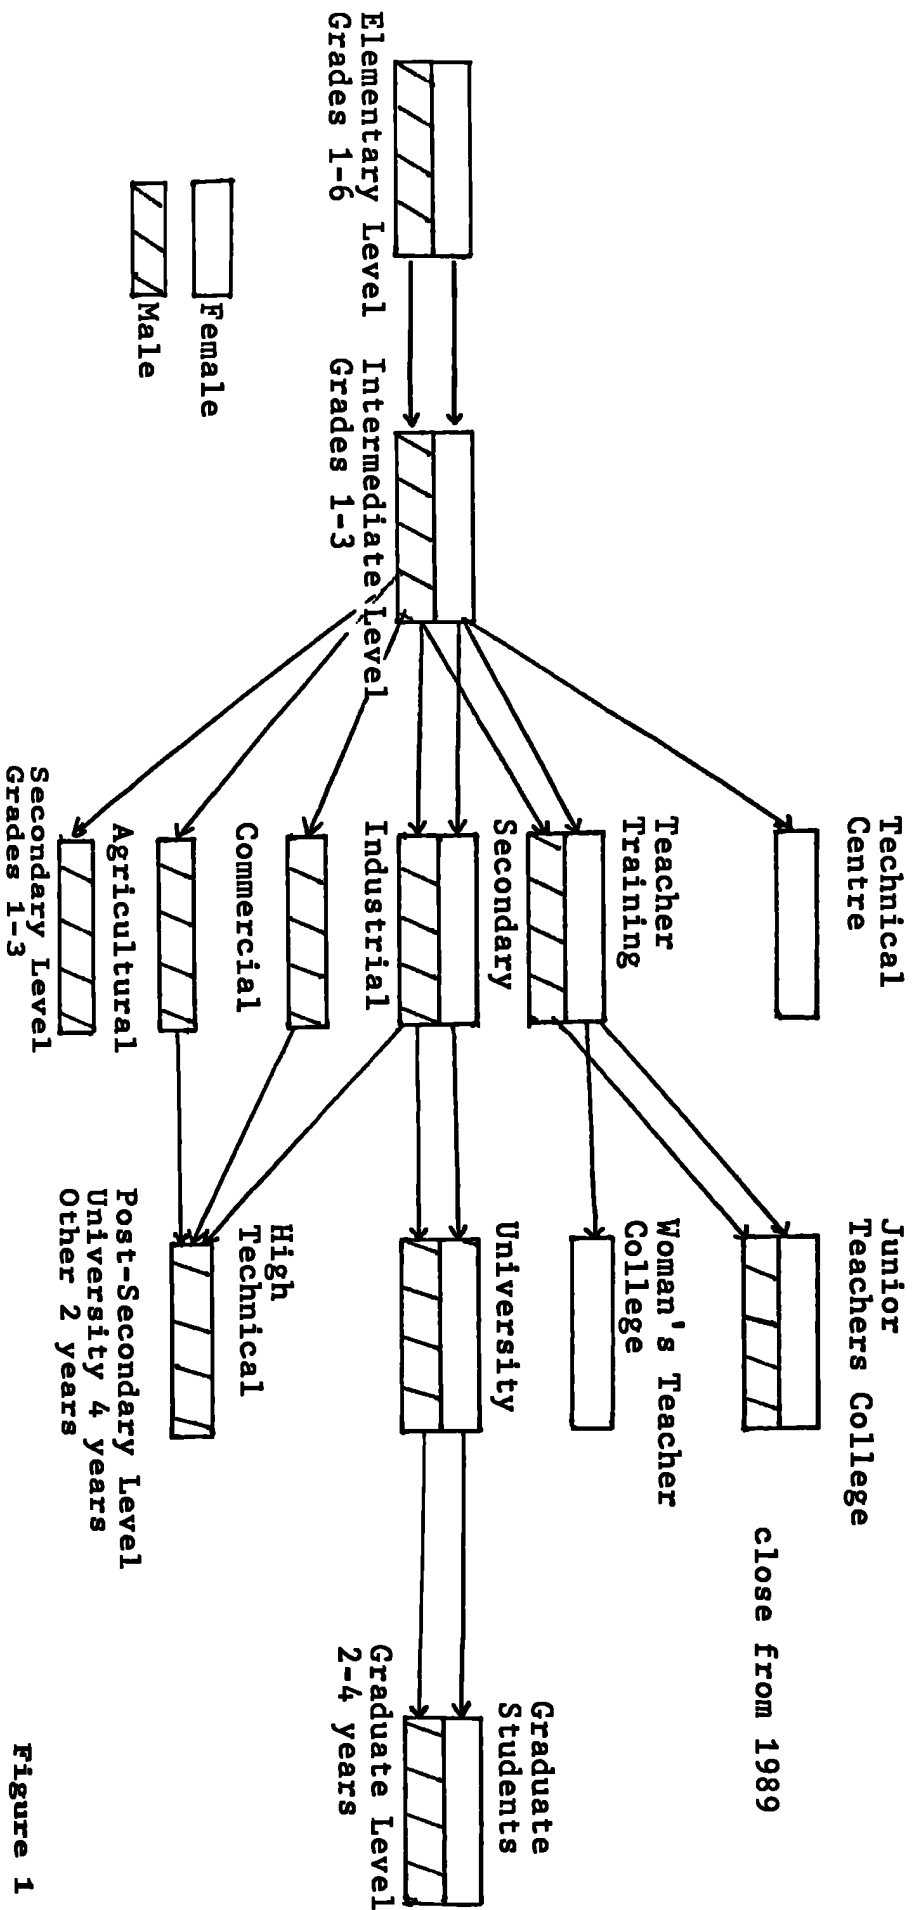 Technical
Centre
Junior
Teachers College
close from 1989
Teacher
Training
Woman's Teacher
College
Secondary
University
Graduate
Students
Elementary Level
Grades 1-6
Intermediate Level
Grades 1-3
Industrial
Graduate Level
2-4 years
Commercial
High
Technical
Female
Male
Agricultural
Post-Secondary Level
University 4 years
Other 2 years
Secondary Level
Grades 1-3
Figure 1